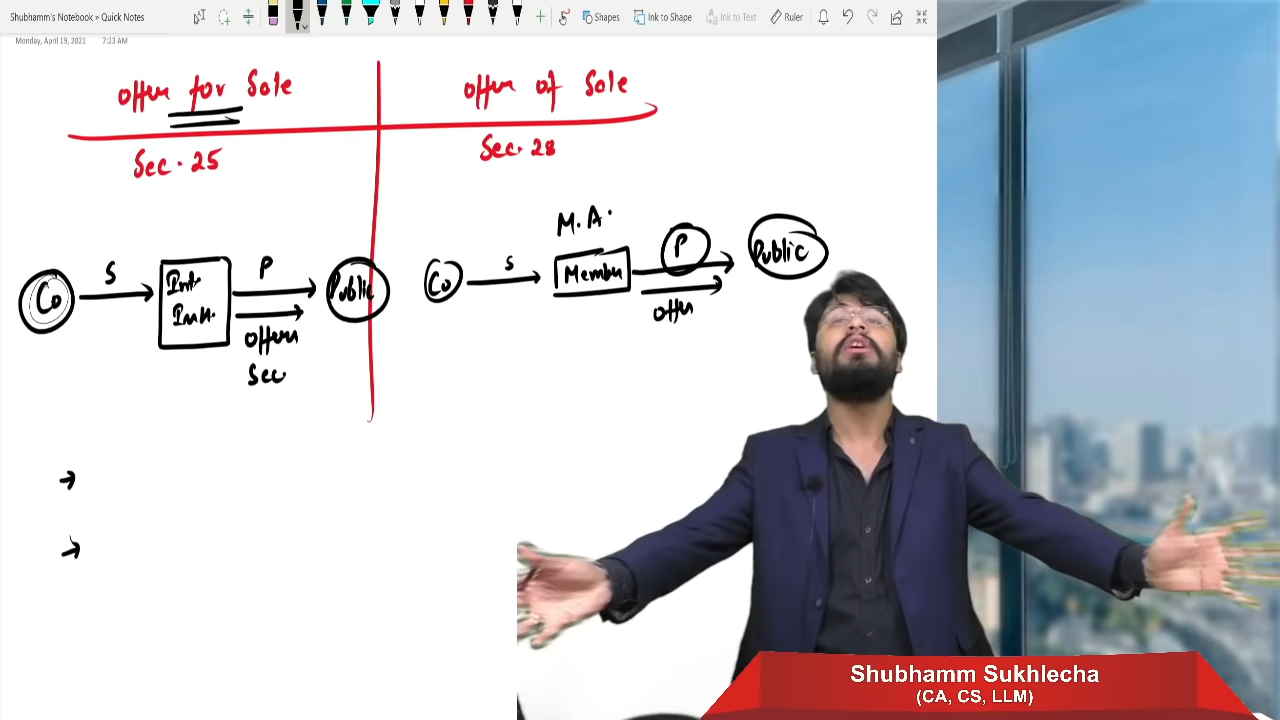 Shubhamm's Notebook » Quick Notes
Shapes
Ink to Shape
Ink to Text
Ruler
Monday, April 19, 2021 7:23 AM
Offer for Sale
Offer of Sale
Sec. 25
Sec. 28
Co
S
Int.
P
Public
Offers
Sec
M.A.
Co
S
Member
P
Public
Offer
Shubhamm Sukhlecha
(CA, CS, LLM)